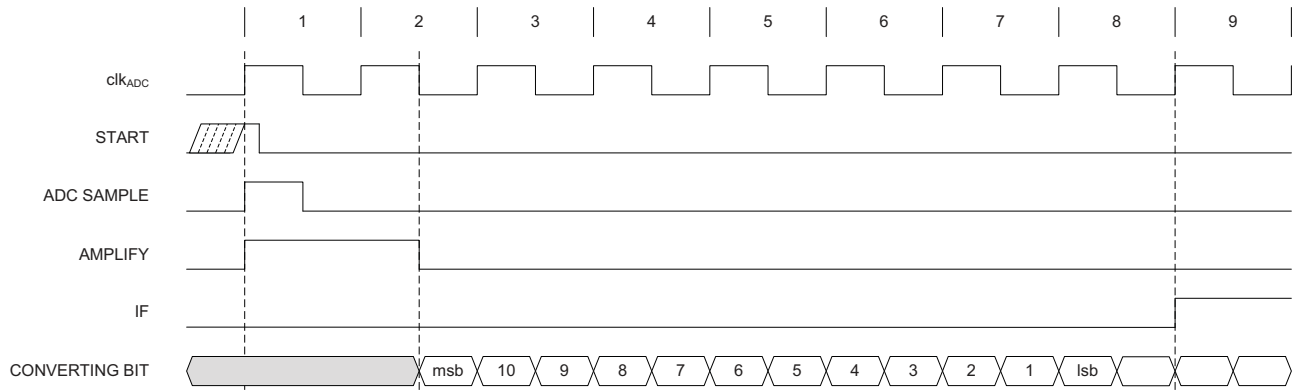 1 2 3 4 5 6 7 8 9
clkADC
START
ADC SAMPLE
AMPLIFY
IF
CONVERTING BIT msb 10 9 8 7 6 5 4 3 2 1 lsb